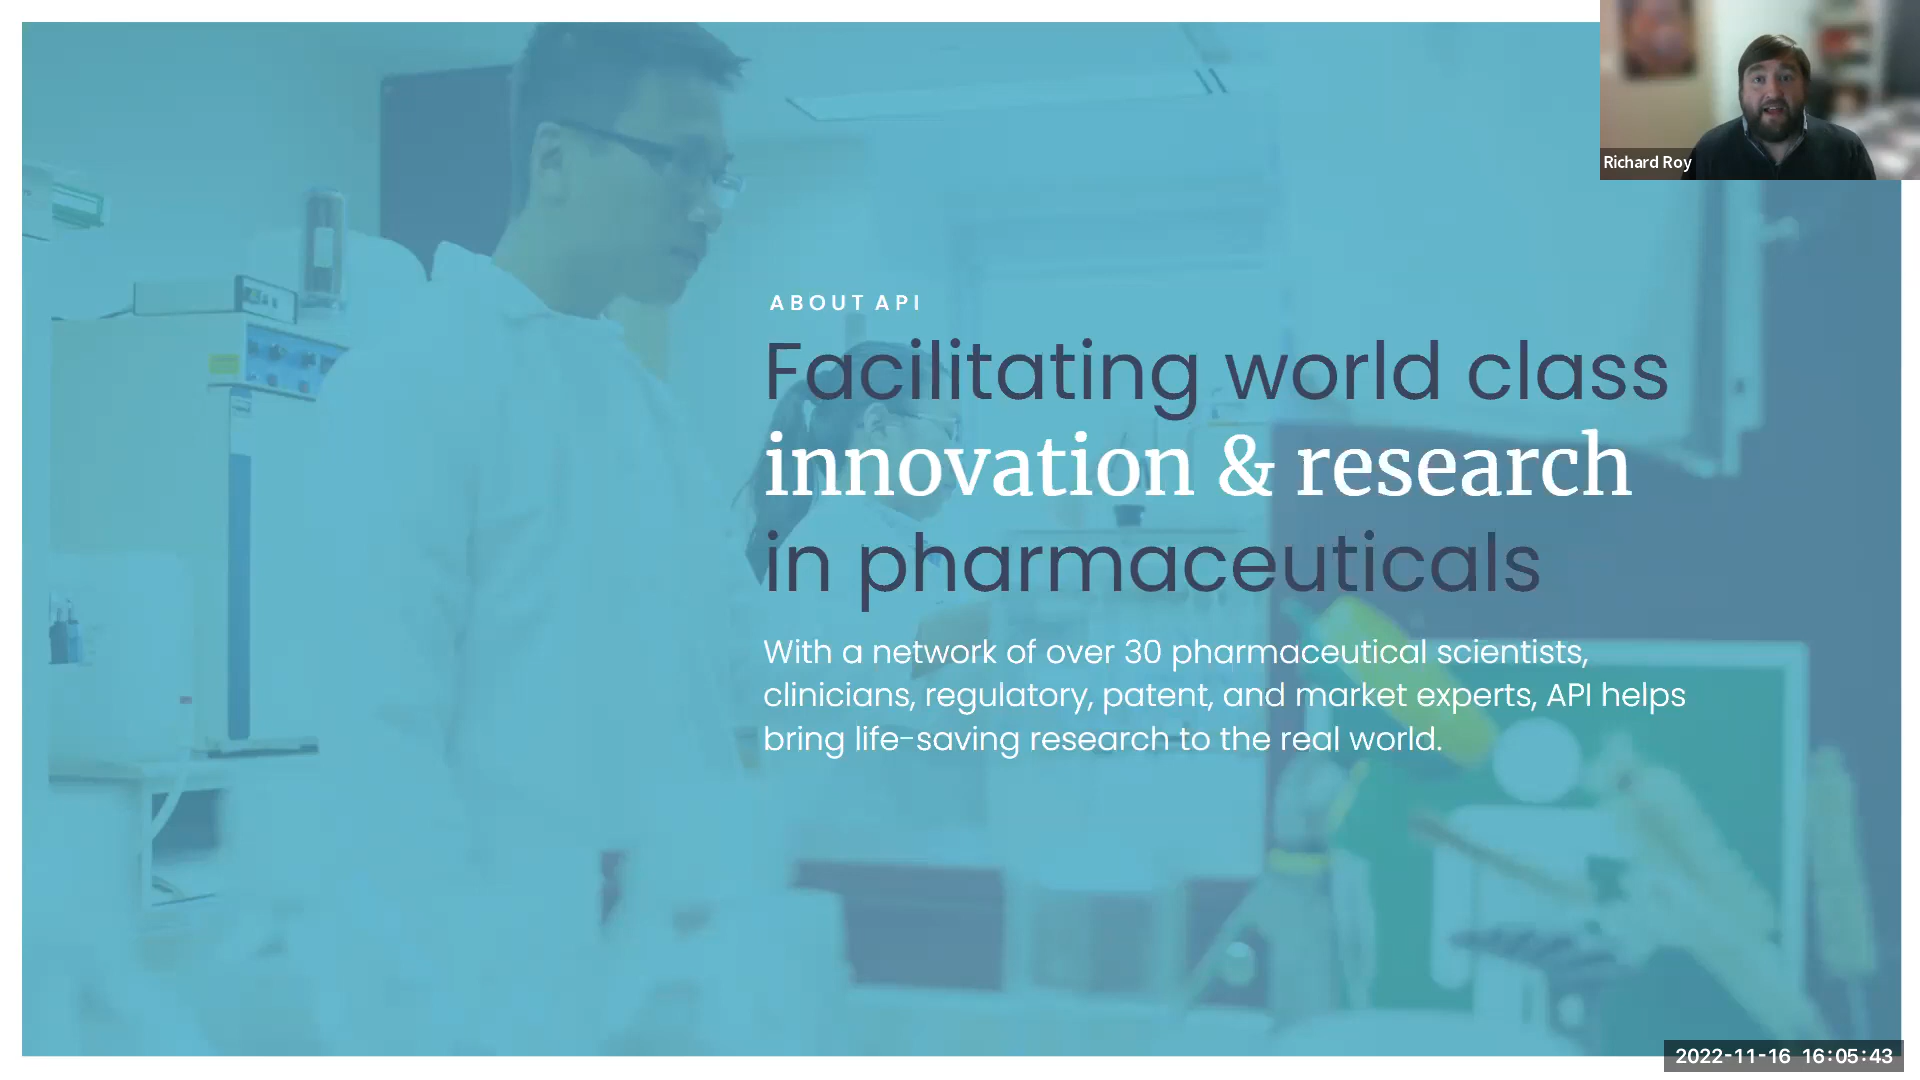 Richard Roy
ABOUT API
Facilitating world class
innovation & research
in pharmaceuticals
With a network of over 30 pharmaceutical scientists,
clinicians, regulatory, patent, and market experts, API helps
bring life-saving research to the real world.
2022-11-16 16:05:43